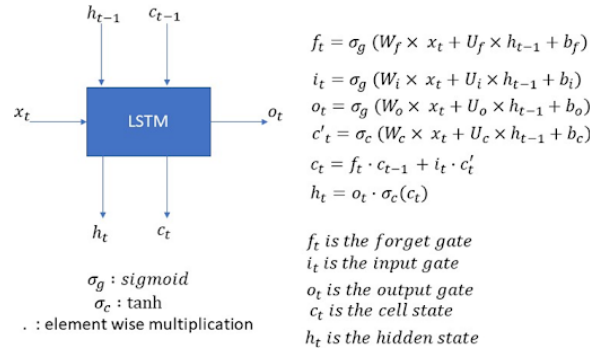 h_{t-1} c_{t-1}
x_t LSTM o_t
h_t c_t
σ_g : sigmoid
σ_c : tanh
. : element wise multiplication
f_t = σ_g (W_f × x_t + U_f × h_{t-1} + b_f)
i_t = σ_g (W_i × x_t + U_i × h_{t-1} + b_i)
o_t = σ_g (W_o × x_t + U_o × h_{t-1} + b_o)
c'_t = σ_c (W_c × x_t + U_c × h_{t-1} + b_c)
c_t = f_t · c_{t-1} + i_t · c'_t
h_t = o_t · σ_c(c_t)
f_t is the forget gate
i_t is the input gate
o_t is the output gate
c_t is the cell state
h_t is the hidden state